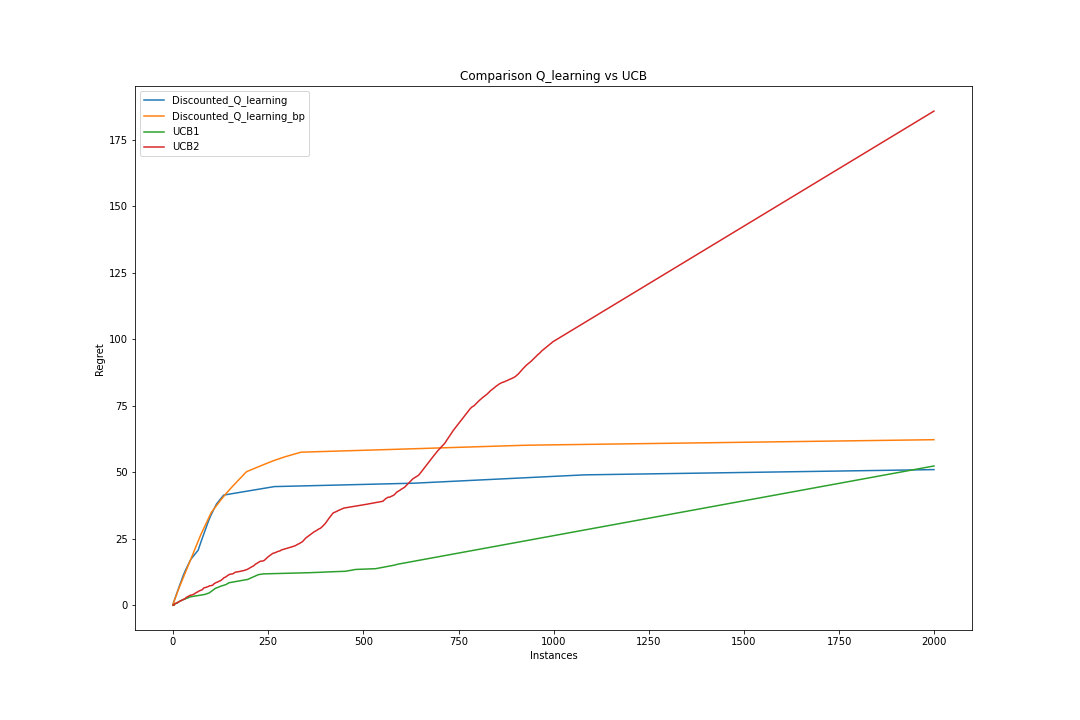 Comparison Q_learning vs UCB
Discounted_Q_learning
Discounted_Q_learning_bp
UCB1
UCB2
175
150
125
100
75
50
25
0
Regret
0 250 500 750 1000 1250 1500 1750 2000
Instances